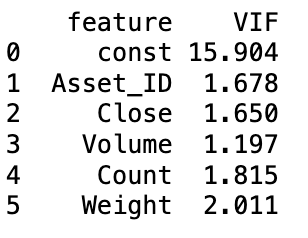 feature VIF
0 const 15.904
1 Asset_ID 1.678
2 Close 1.650
3 Volume 1.197
4 Count 1.815
5 Weight 2.011